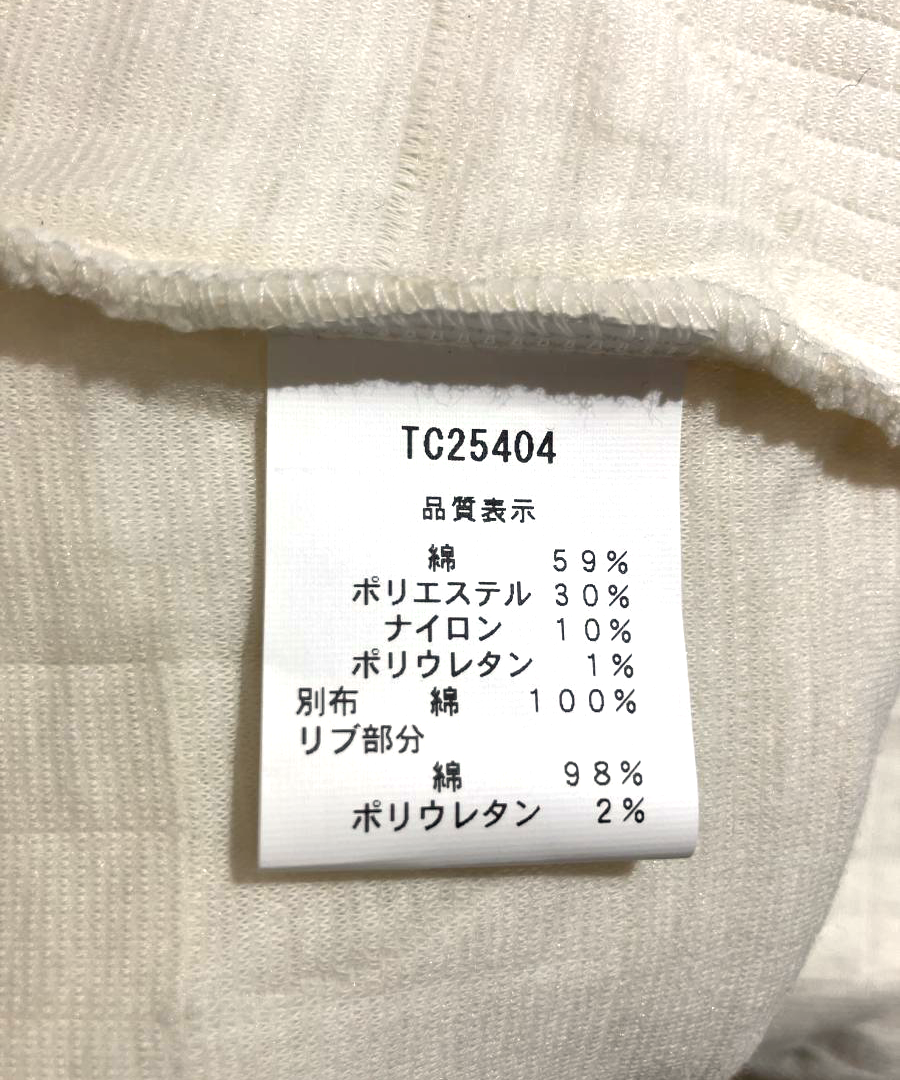 TC25404
品質表示
綿 59%
ポリエステル 30%
ナイロン 10%
ポリウレタン 1%
別布 綿 100%
リブ部分
綿 98%
ポリウレタン 2%